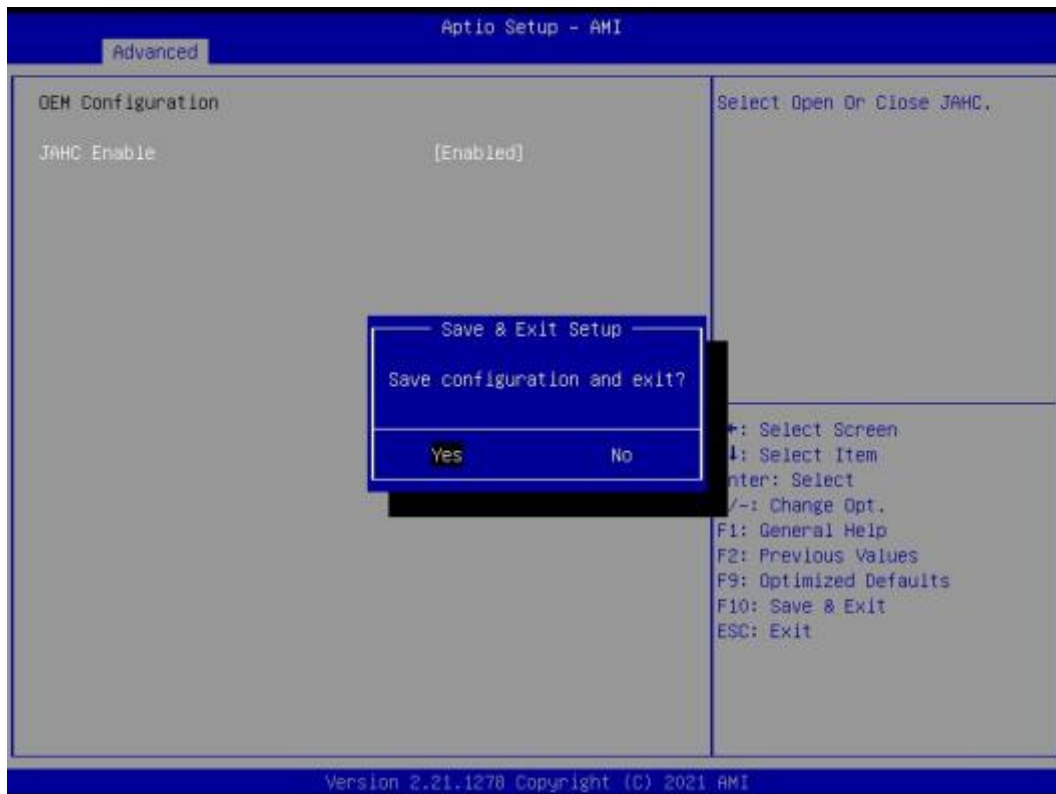 Aptio Setup - AMI
Advanced
OEM Configuration
JAHC Enable [Enabled]
Select Open Or Close JAHC.
Save & Exit Setup
Save configuration and exit?
Yes No
: Select Screen
: Select Item
nter: Select
/-: Change Opt.
F1: General Help
F2: Previous Values
F9: Optimized Defaults
F10: Save & Exit
ESC: Exit
Version 2.21.1278 Copyright (C) 2021 AMI